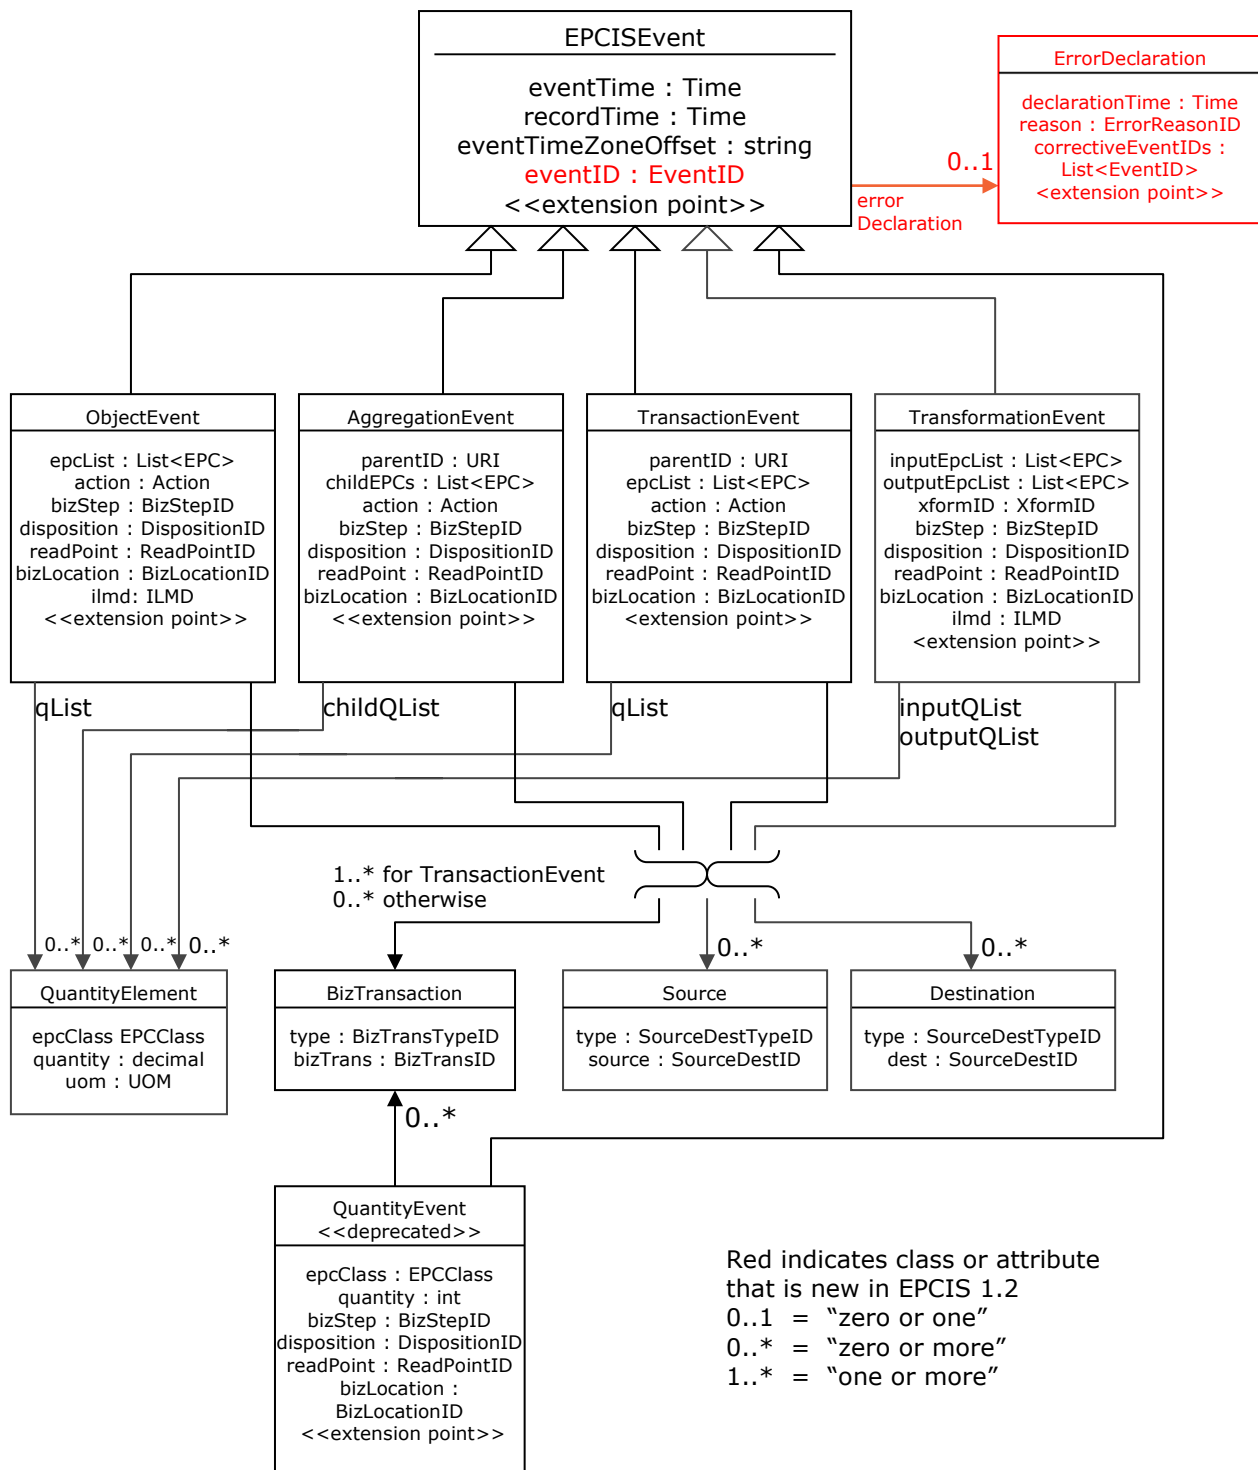 EPCISEvent
eventTime : Time
recordTime : Time
eventTimeZoneOffset : string
eventID : EventID
<<extension point>>
ErrorDeclaration
declarationTime : Time
reason : ErrorReasonID
correctiveEventIDs :
List<EventID>
<extension point>>
0..1
error
Declaration
ObjectEvent
epcList : List<EPC>
action : Action
bizStep : BizStepID
disposition : DispositionID
readPoint : ReadPointID
bizLocation : BizLocationID
ilmd: ILMD
<<extension point>>
AggregationEvent
parentID : URI
childEPCs : List<EPC>
action : Action
bizStep : BizStepID
disposition : DispositionID
readPoint : ReadPointID
bizLocation : BizLocationID
<<extension point>>
TransactionEvent
parentID : URI
epcList : List<EPC>
action : Action
bizStep : BizStepID
disposition : DispositionID
readPoint : ReadPointID
bizLocation : BizLocationID
<extension point>>
TransformationEvent
inputEpcList : List<EPC>
outputEpcList : List<EPC>
xformID : XformID
bizStep : BizStepID
disposition : DispositionID
readPoint : ReadPointID
bizLocation : BizLocationID
ilmd : ILMD
<extension point>>
qList
childQList
qList
inputQList
outputQList
1..* for TransactionEvent
0..* otherwise
0..*
0..*
0..*
0..*
0..*
0..*
QuantityElement
epcClass EPCClass
quantity : decimal
uom : UOM
BizTransaction
type : BizTransTypeID
bizTrans : BizTransID
Source
type : SourceDestTypeID
source : SourceDestID
Destination
type : SourceDestTypeID
dest : SourceDestID
0..*
QuantityEvent
<<deprecated>>
epcClass : EPCClass
quantity : int
bizStep : BizStepID
disposition : DispositionID
readPoint : ReadPointID
bizLocation :
BizLocationID
<<extension point>>
Red indicates class or attribute
that is new in EPCIS 1.2
0..1 = “zero or one”
0..* = “zero or more”
1..* = “one or more”